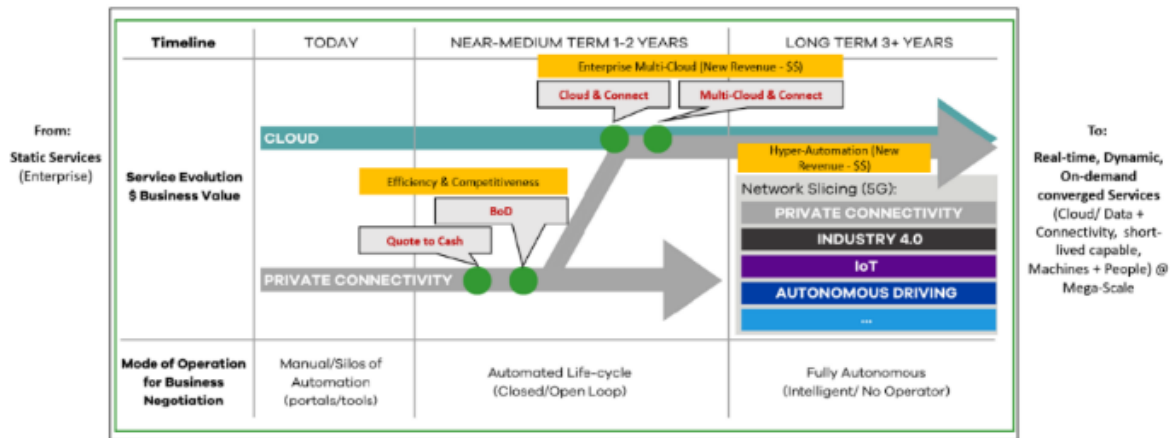 Timeline
TODAY
NEAR-MEDIUM TERM 1-2 YEARS
LONG TERM 3+ YEARS
From:
Static Services
(Enterprise)
Service Evolution
$ Business Value
Enterprise Multi-Cloud (New Revenue - $$)
Cloud & Connect
Multi-Cloud & Connect
CLOUD
Efficiency & Competitiveness
BoD
Quote to Cash
PRIVATE CONNECTIVITY
Hyper-Automation (New
Revenue - $$)
Network Slicing (5G):
PRIVATE CONNECTIVITY
INDUSTRY 4.0
IoT
AUTONOMOUS DRIVING
...
To:
Real-time, Dynamic,
On-demand
converged Services
(Cloud/ Data +
Connectivity, short-
lived capable,
Machines + People) @
Mega-Scale
Mode of Operation
for Business
Negotiation
Manual/Silos of
Automation
(portals/tools)
Automated Life-cycle
(Closed/Open Loop)
Fully Autonomous
(Intelligent/ No Operator)